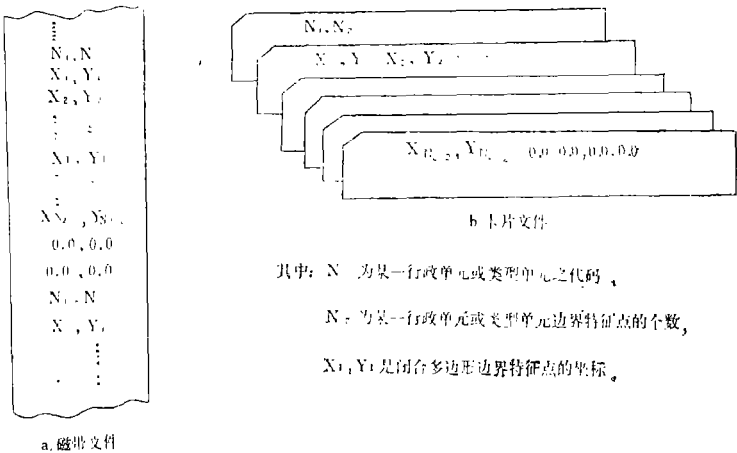 N₁,N
X₁,Y₁
X₂,Y₂
X₁,Y₁
0.0,0.0
0.0,0.0
N₁,N
X,Y₁
a.磁带文件
N₁,N₂
X,Y X₂,Y₂
0.0 0.0,0.0,0.0
b 卡片文件
其中: N 为某一行政单元或类型单元之代码。
N₂ 为某一行政单元或类型单元边界特征点的个数,
X₁,Y₁是闭合多边形边界特征点的坐标。